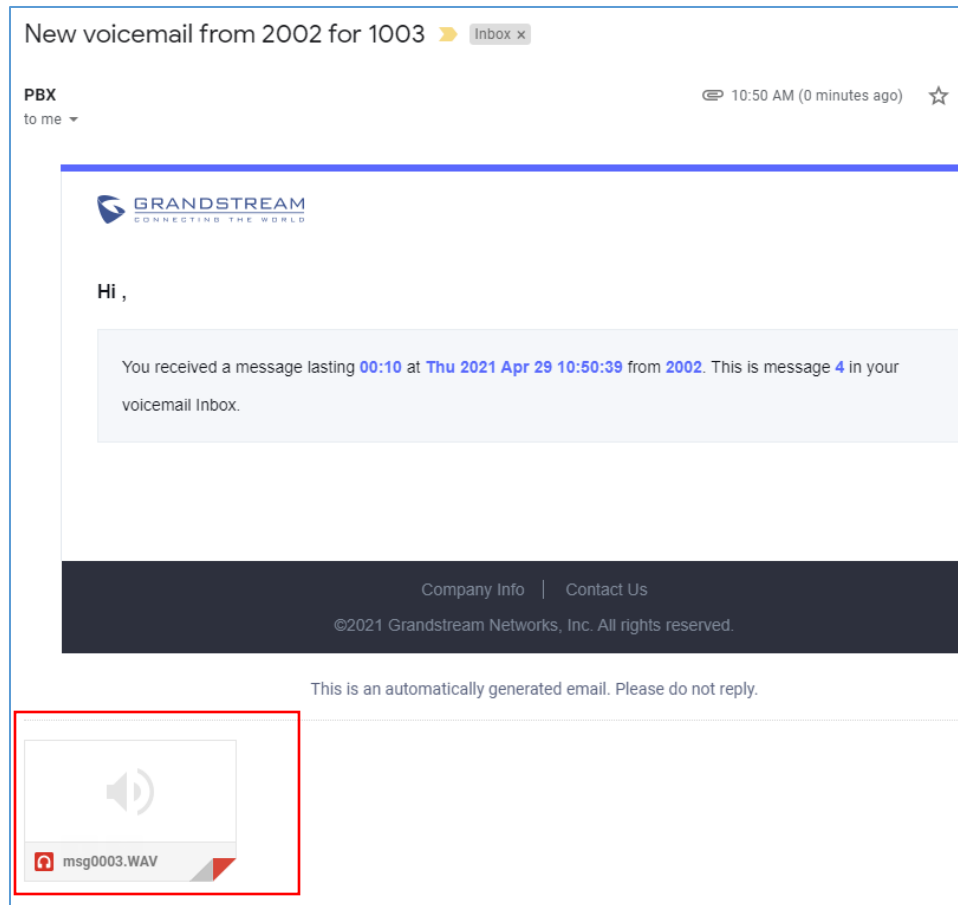 New voicemail from 2002 for 1003 Inbox x
PBX 10:50 AM (0 minutes ago)
to me
GRANDSTREAM
CONNECTING THE WORLD
Hi ,
You received a message lasting 00:10 at Thu 2021 Apr 29 10:50:39 from 2002. This is message 4 in your
voicemail Inbox.
Company Info | Contact Us
©2021 Grandstream Networks, Inc. All rights reserved.
This is an automatically generated email. Please do not reply.
msg0003.WAV